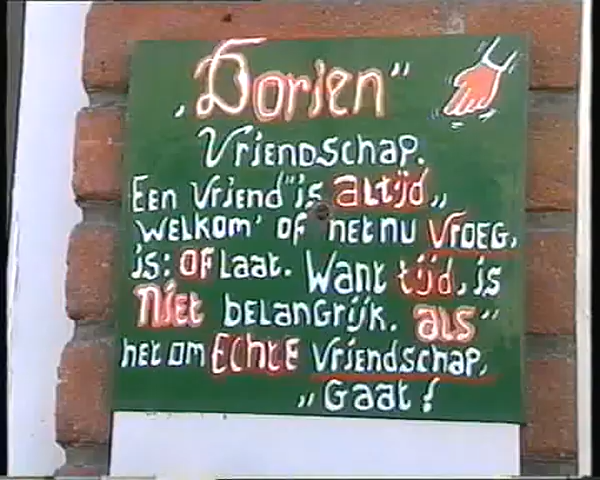 „Dorien"
Vriendschap.
Een Vriend "is altijd„
welkom' of het nu vroeg,
is: of laat. Want tijd, is
niet belangrijk. als"
het om echte Vriendschap,
„Gaat!